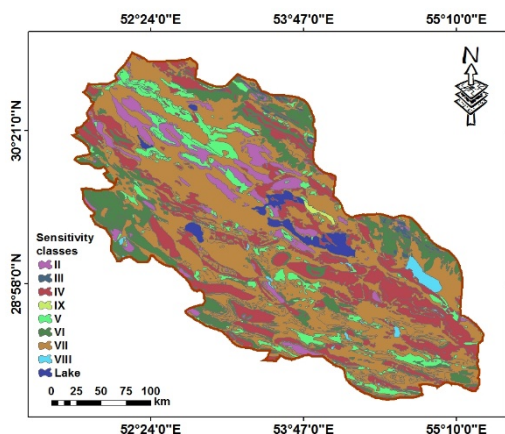 52°24'0"E 53°47'0"E 55°10'0"E
N
30°21'0"N
28°58'0"N
Sensitivity
classes
II
III
IV
IX
V
VI
VII
VIII
Lake
0 25 50 75 100
km
52°24'0"E 53°47'0"E 55°10'0"E